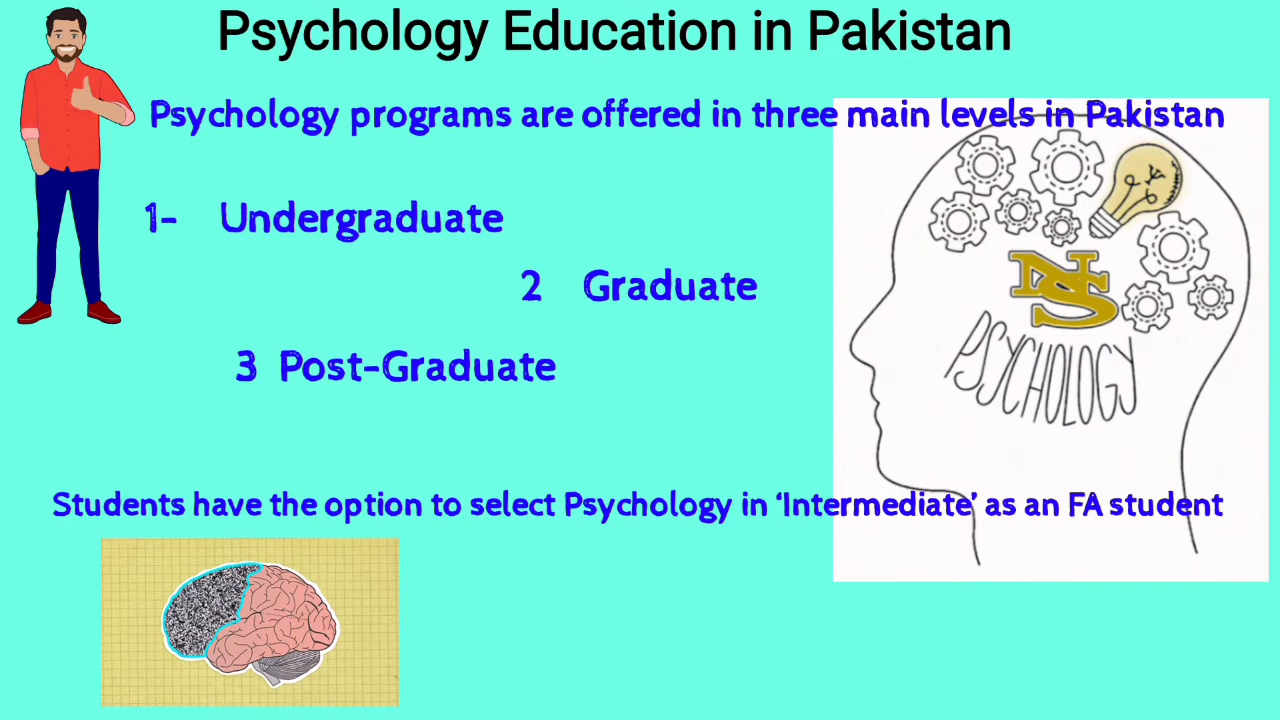 Psychology Education in Pakistan
Psychology programs are offered in three main levels in Pakistan
1- Undergraduate
2 Graduate
3 Post-Graduate
NS
PSYCHOLOGY
Students have the option to select Psychology in ‘Intermediate’ as an FA student